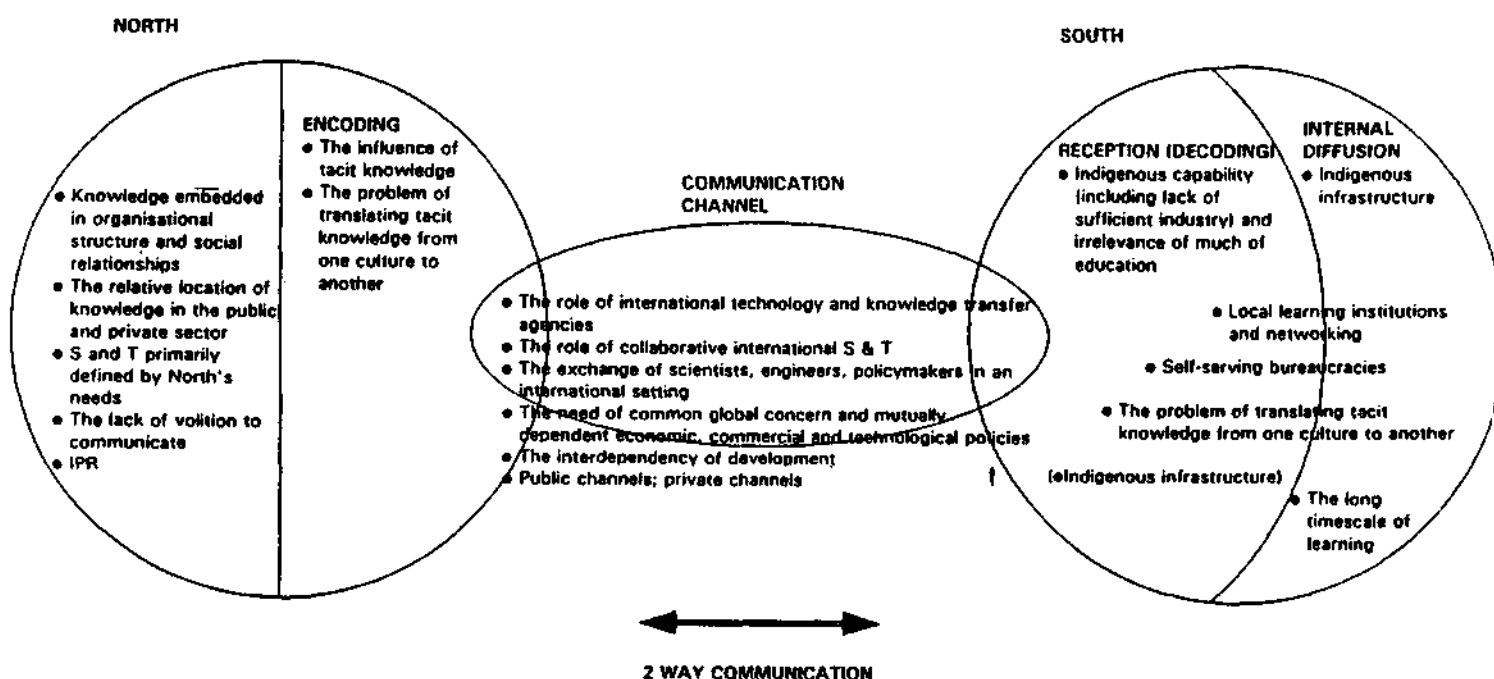 NORTH
SOUTH
ENCODING
• The influence of
tacit knowledge
• The problem of
translating tacit
knowledge from
one culture to
another
• Knowledge embedded
in organisational
structure and social
relationships
• The relative location of
knowledge in the public
and private sector
• S and T primarily
defined by North's
needs
• The lack of volition to
communicate
• IPR
COMMUNICATION
CHANNEL
• The role of international technology and knowledge transfer
agencies
• The role of collaborative international S & T
• The exchange of scientists, engineers, policymakers in an
international setting
• The need of common global concern and mutually
dependent economic, commercial and technological policies
• The interdependency of development
• Public channels; private channels
RECEPTION (DECODING)
• Indigenous capability
(including lack of
sufficient industry) and
irrelevance of much of
education
INTERNAL
DIFFUSION
• Indigenous
infrastructure
• Local learning institutions
and networking
• Self-serving bureaucracies
• The problem of translating tacit
knowledge from one culture to another
(•Indigenous infrastructure)
• The long
timescale of
learning
2 WAY COMMUNICATION